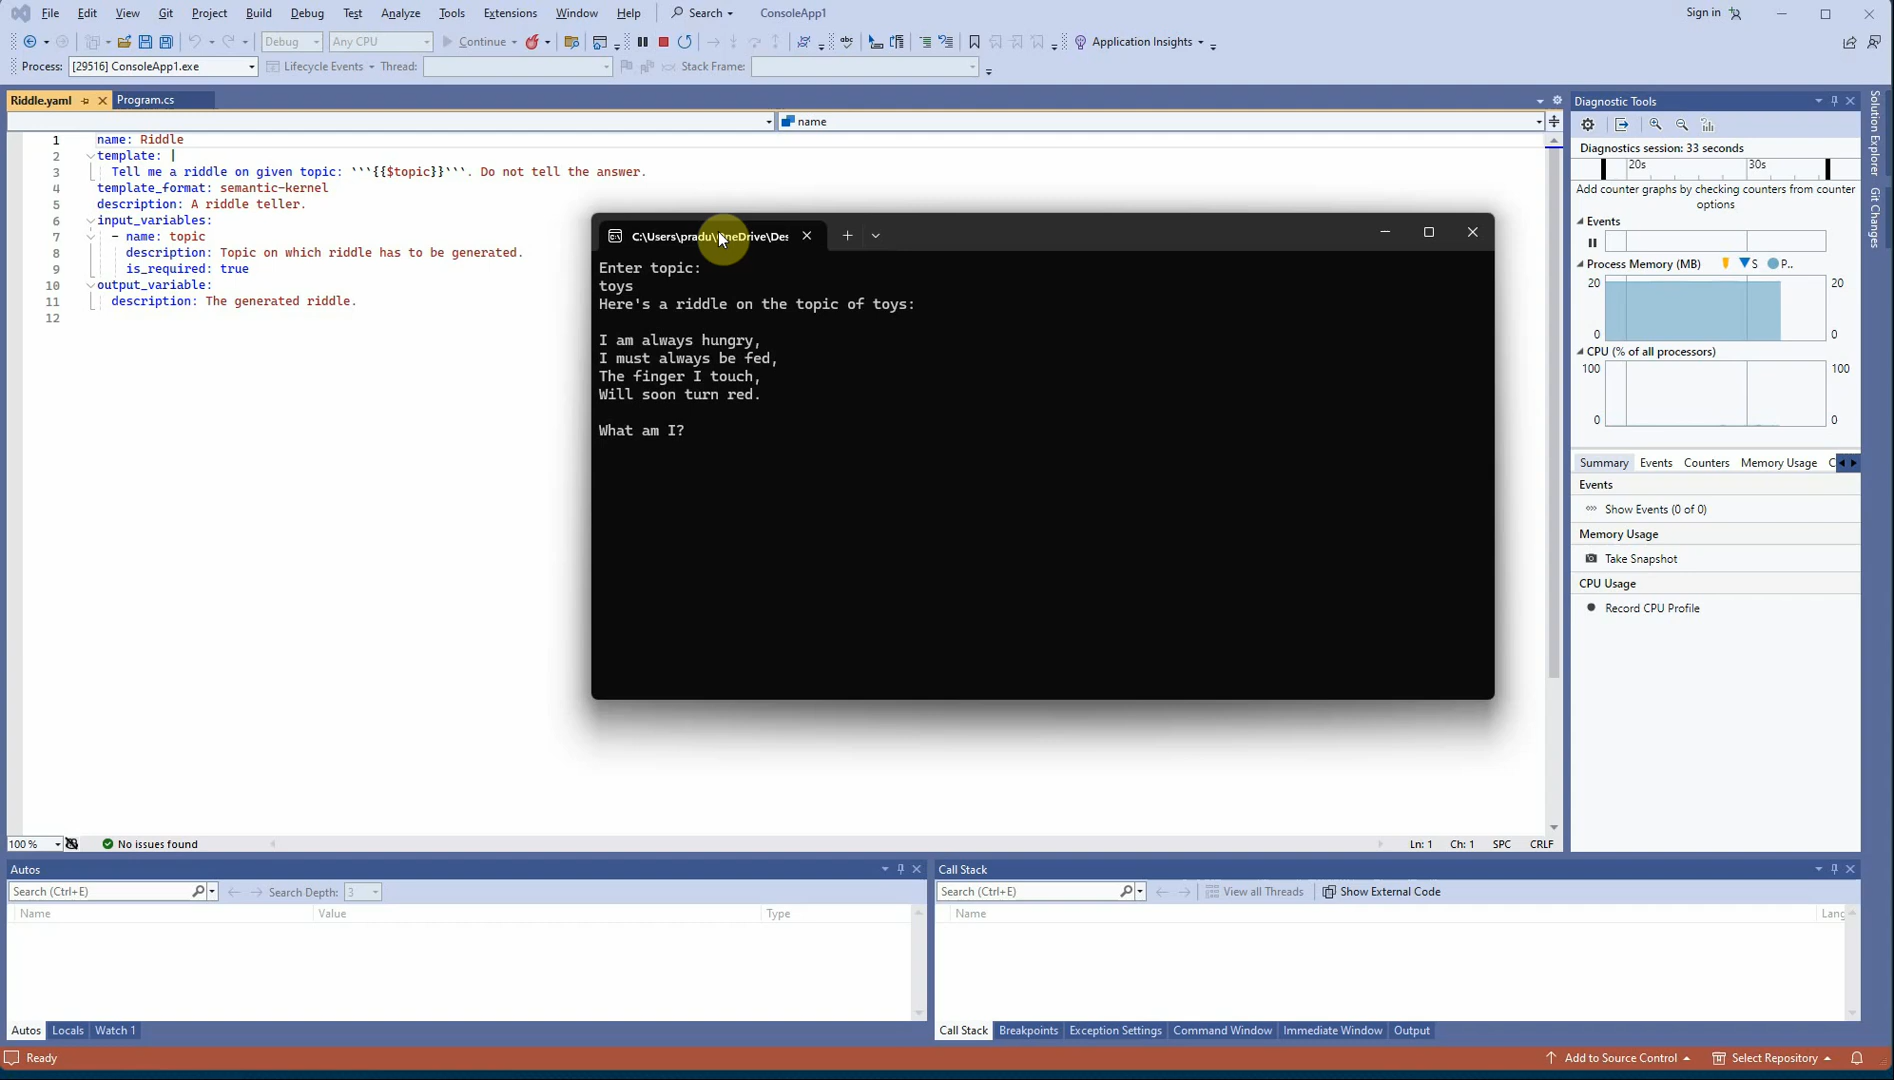 File Edit View Git Project Build Debug Test Analyze Tools Extensions Window Help Search ConsoleApp1 Sign in
Debug Any CPU Continue Application Insights
Process: [29516] ConsoleApp1.exe Lifecycle Events Thread: Stack Frame:
Riddle.yaml Program.cs
name
1 name: Riddle
2 template: |
3 Tell me a riddle on given topic: ```{{$topic}}```. Do not tell the answer.
4 template_format: semantic-kernel
5 description: A riddle teller.
6 input_variables:
7 - name: topic
8 description: Topic on which riddle has to be generated.
9 is_required: true
10 output_variable:
11 description: The generated riddle.
12
C:\Users\pradu\OneDrive\Des
Enter topic:
toys
Here's a riddle on the topic of toys:
I am always hungry,
I must always be fed,
The finger I touch,
Will soon turn red.
What am I?
Diagnostic Tools
Diagnostics session: 33 seconds
20s 30s
Add counter graphs by checking counters from counter
options
Events
Process Memory (MB) S P..
20 20
0 0
CPU (% of all processors)
100 100
0 0
Summary Events Counters Memory Usage C
Events
Show Events (0 of 0)
Memory Usage
Take Snapshot
CPU Usage
Record CPU Profile
Solution Explorer
Git Changes
100 % No issues found Ln: 1 Ch: 1 SPC CRLF
Autos
Search (Ctrl+E) Search Depth: 3
Name Value Type
Autos Locals Watch 1
Call Stack
Search (Ctrl+E) View all Threads Show External Code
Name Lang
Call Stack Breakpoints Exception Settings Command Window Immediate Window Output
Ready Add to Source Control Select Repository